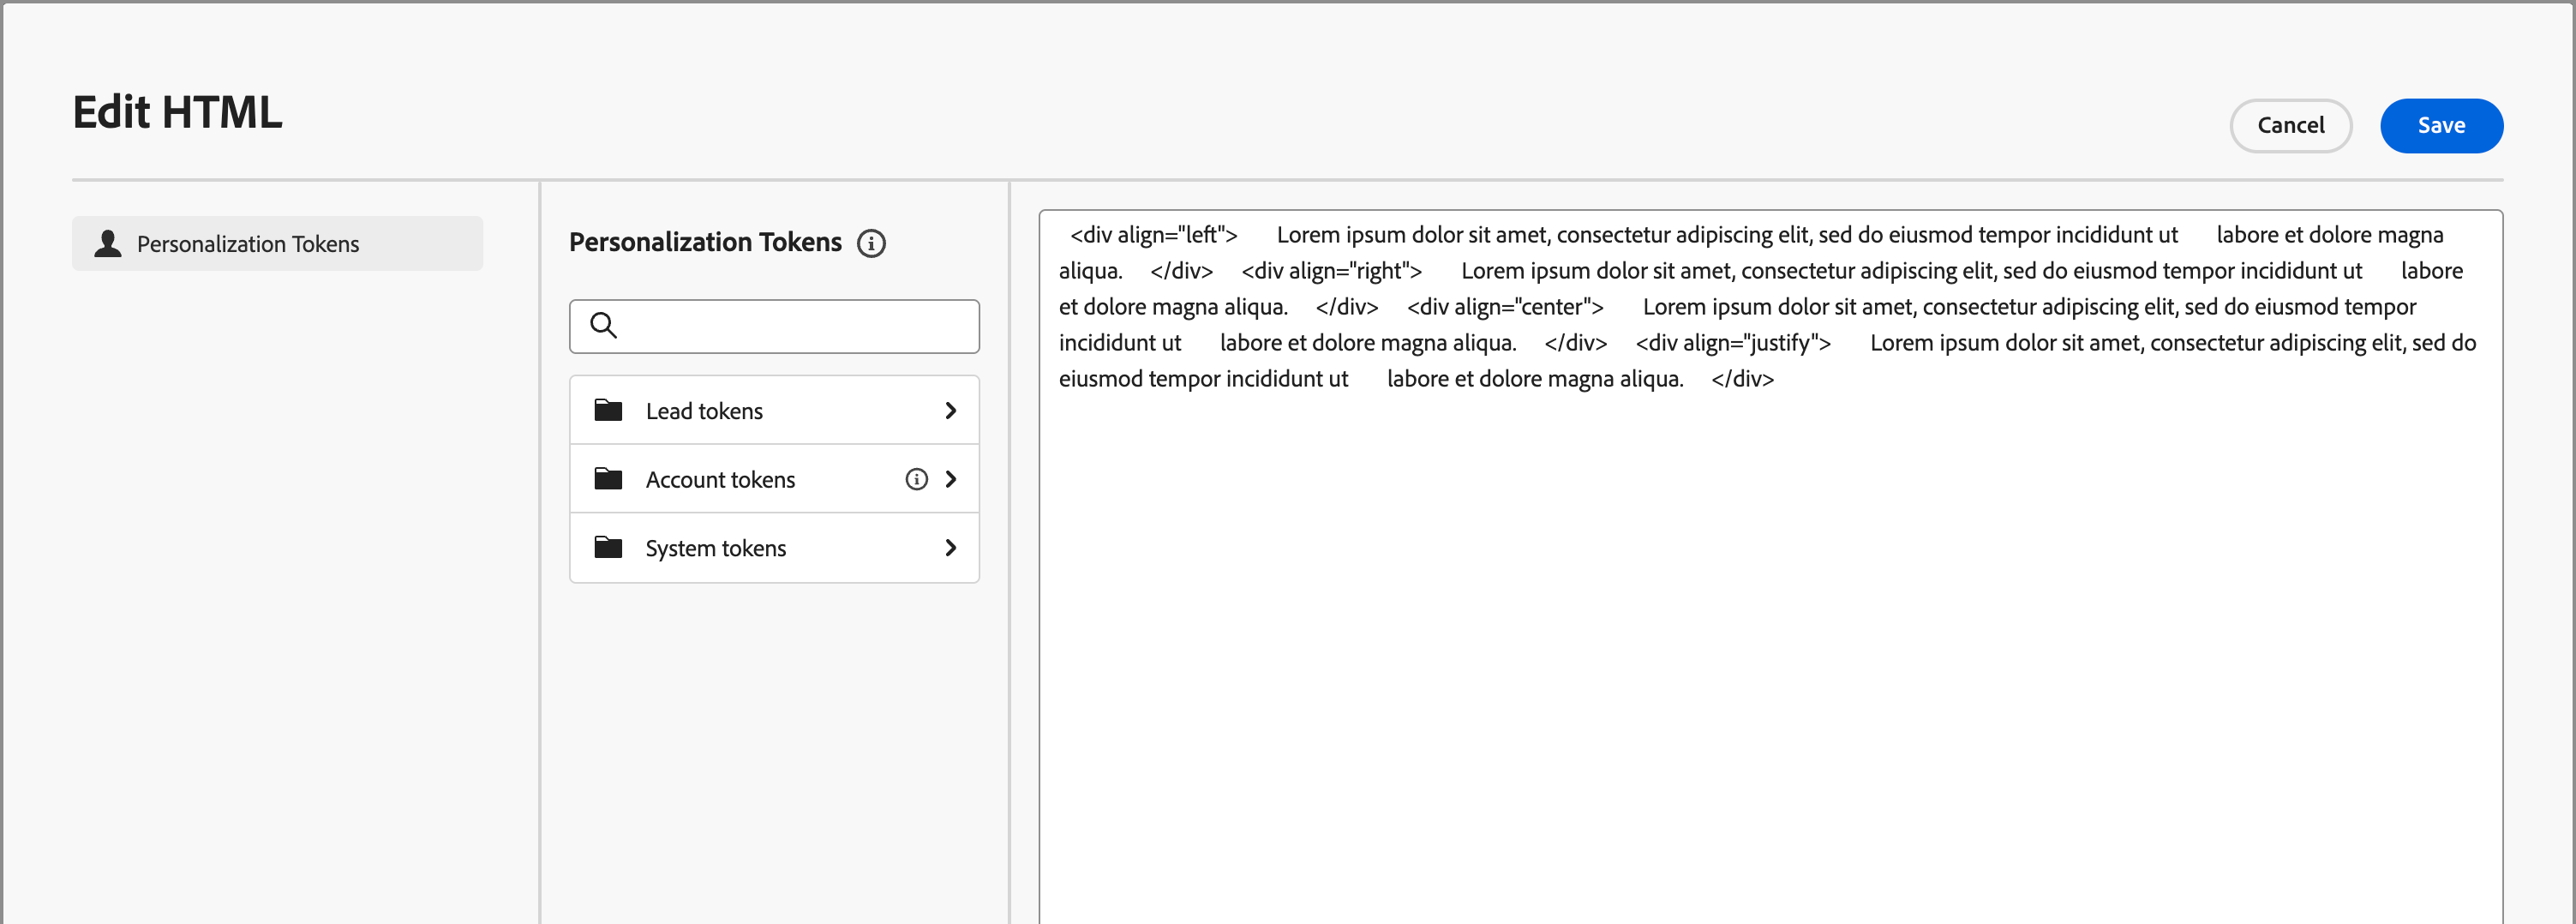 Edit HTML
Cancel
Save
Personalization Tokens
Personalization Tokens
Lead tokens
Account tokens
System tokens
<div align="left">      Lorem ipsum dolor sit amet, consectetur adipiscing elit, sed do eiusmod tempor incididunt ut      labore et dolore magna
aliqua.    </div>    <div align="right">      Lorem ipsum dolor sit amet, consectetur adipiscing elit, sed do eiusmod tempor incididunt ut      labore
et dolore magna aliqua.    </div>    <div align="center">      Lorem ipsum dolor sit amet, consectetur adipiscing elit, sed do eiusmod tempor
incididunt ut      labore et dolore magna aliqua.    </div>    <div align="justify">      Lorem ipsum dolor sit amet, consectetur adipiscing elit, sed do
eiusmod tempor incididunt ut      labore et dolore magna aliqua.    </div>